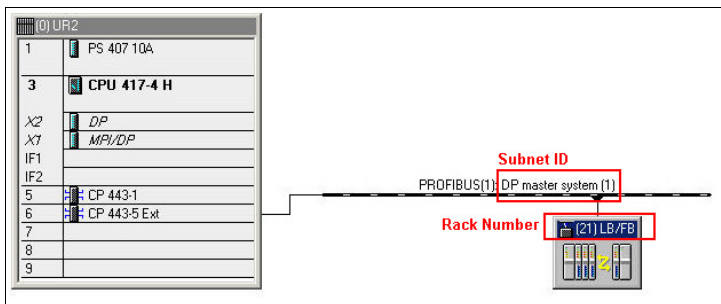 (0) UR2
1 PS 407 10A
3 CPU 417-4 H
X2 DP
X1 MPI/DP
IF1
IF2
5 CP 443-1
6 CP 443-5 Ext
7
8
9
Subnet ID
PROFIBUS(1): DP master system (1)
Rack Number
(21) LB/FB